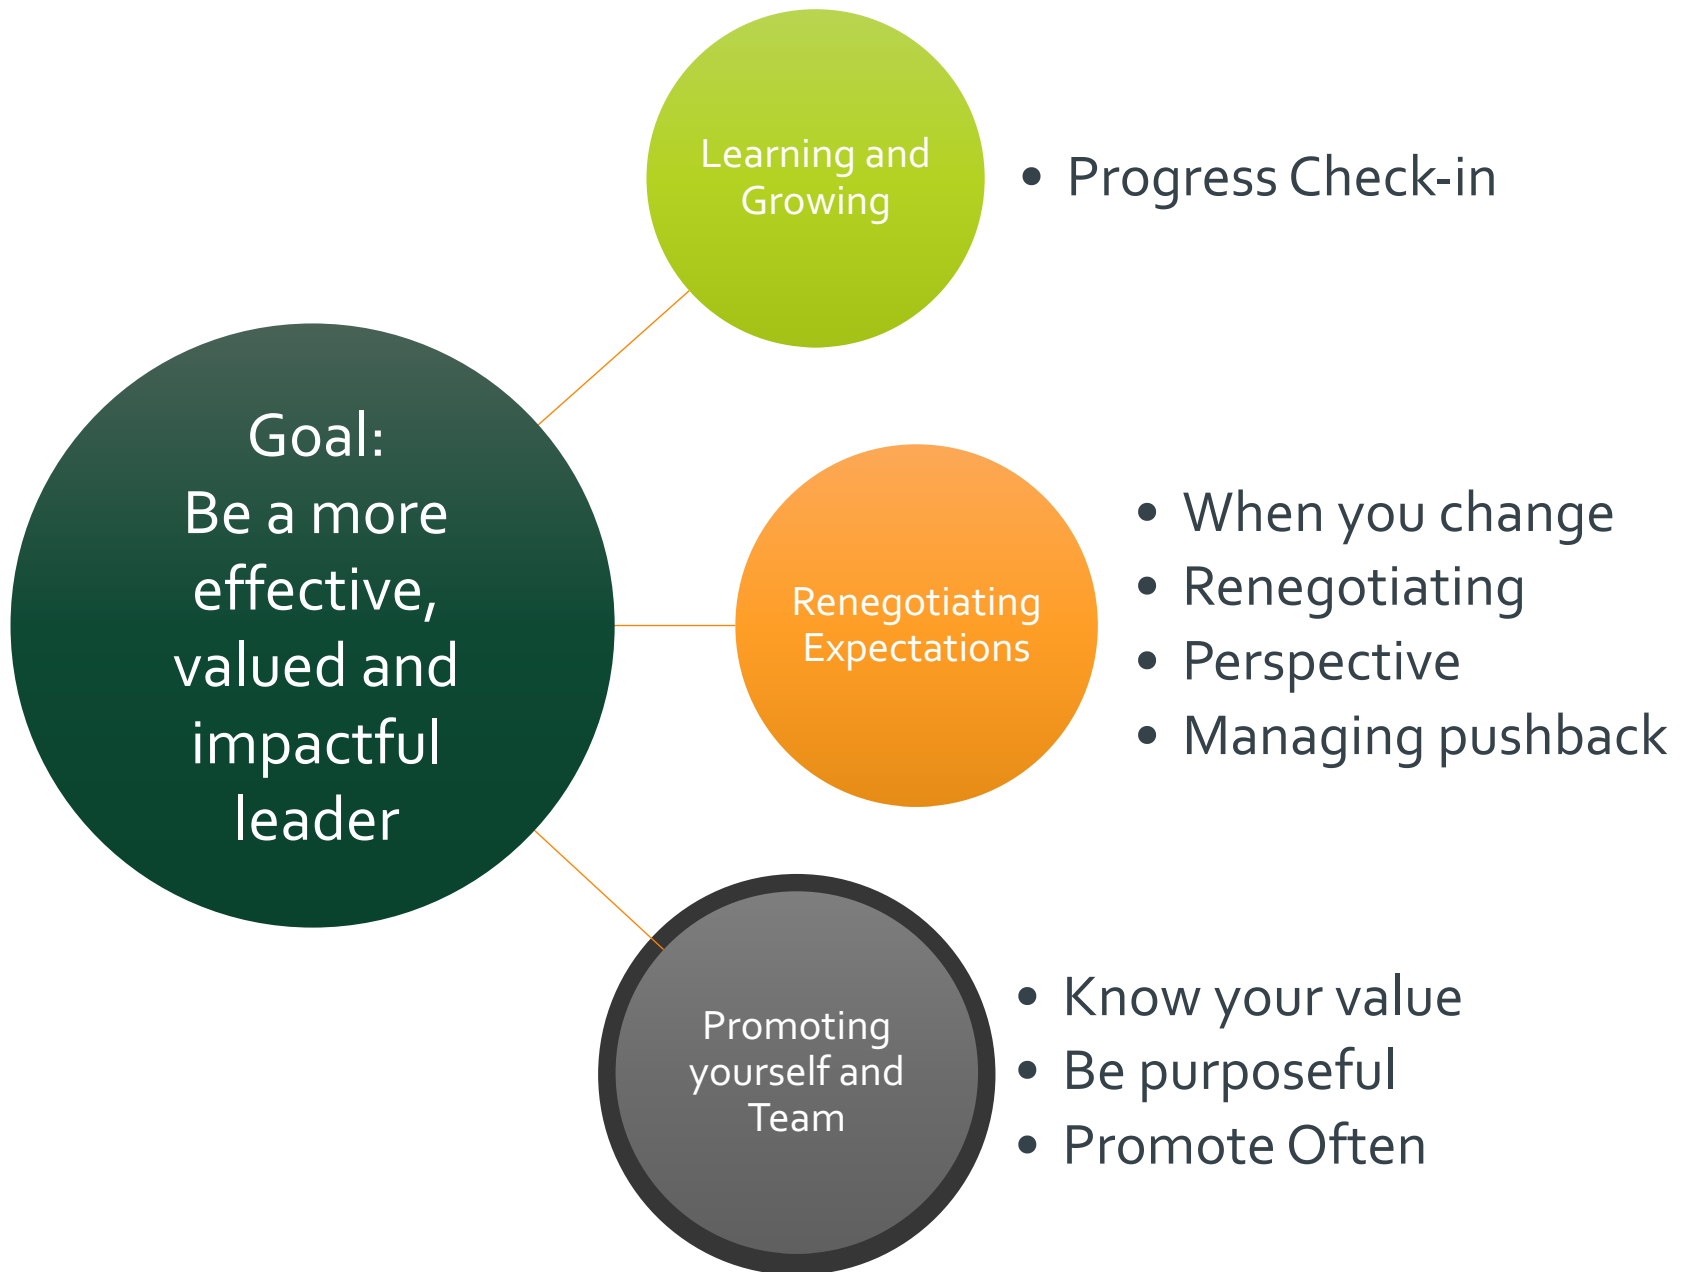 Learning and
Growing
• Progress Check-in
Goal:
Be a more
effective,
valued and
impactful
leader
Renegotiating
Expectations
• When you change
• Renegotiating
• Perspective
• Managing pushback
Promoting
yourself and
Team
• Know your value
• Be purposeful
• Promote Often